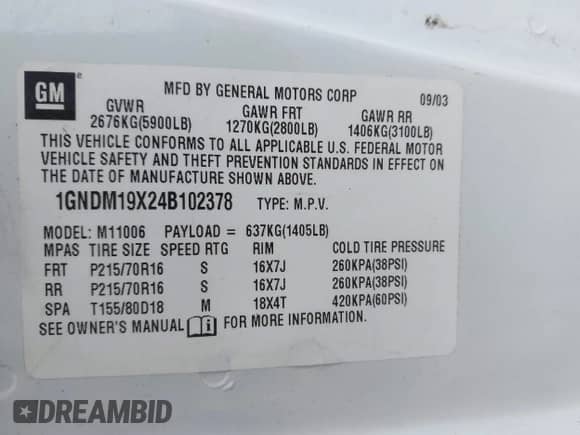 GM
MFD BY GENERAL MOTORS CORP 09/03
GVWR GAWR FRT GAWR RR
2676KG(5900LB) 1270KG(2800LB) 1406KG(3100LB)
THIS VEHICLE CONFORMS TO ALL APPLICABLE U.S. FEDERAL MOTOR
VEHICLE SAFETY AND THEFT PREVENTION STANDARDS IN EFFECT ON
THE DATE OF MANUFACTURE SHOWN ABOVE.
1GNDM19X24B102378 TYPE: M.P.V.
MODEL: M11006 PAYLOAD = 637KG(1405LB)
MPAS TIRE SIZE SPEED RTG RIM COLD TIRE PRESSURE
FRT P215/70R16 S 16X7J 260KPA(38PSI)
RR P215/70R16 S 16X7J 260KPA(38PSI)
SPA T155/80D18 M 18X4T 420KPA(60PSI)
SEE OWNER'S MANUAL FOR MORE INFORMATION.
DREAMBID